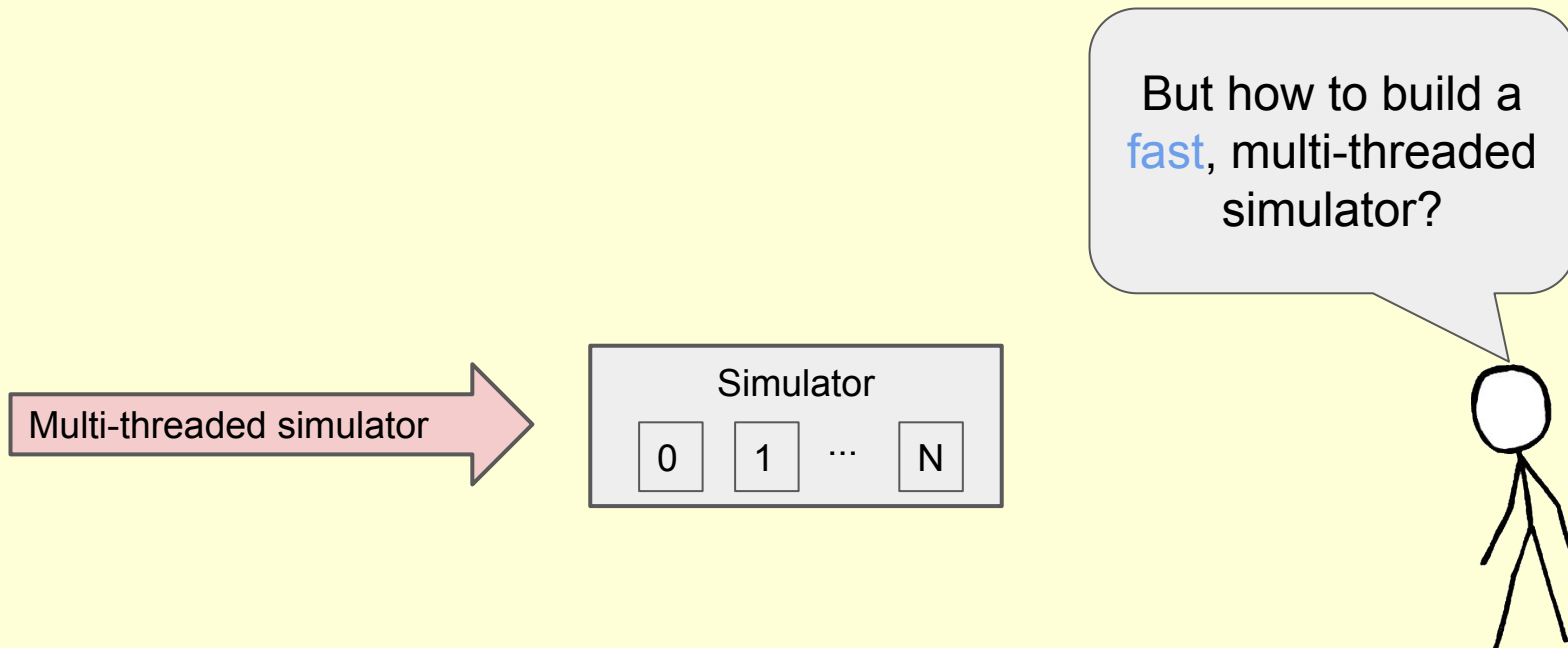 But how to build a
fast, multi-threaded
simulator?
Multi-threaded simulator
Simulator
0 1 ... N